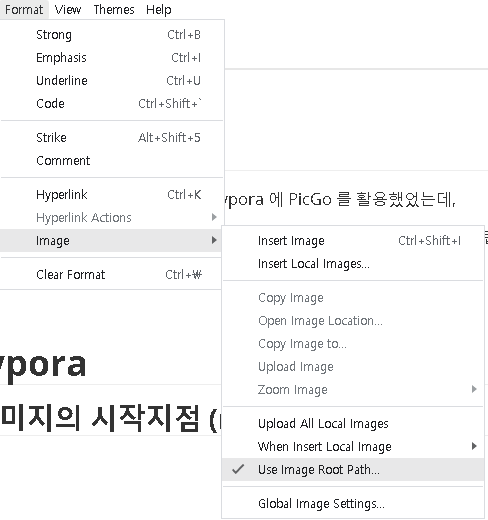 Format View Themes Help
Strong Ctrl+B
Emphasis Ctrl+I
Underline Ctrl+U
Code Ctrl+Shift+`
Strike Alt+Shift+5
Comment
Hyperlink Ctrl+K
Hyperlink Actions
Image
Clear Format Ctrl+₩
ypora 에 PicGo 를 활용했었는데,
Insert Image Ctrl+Shift+I
Insert Local Images...
Copy Image
Open Image Location...
Copy Image to...
Upload Image
Zoom Image
Upload All Local Images
When Insert Local Image
Use Image Root Path...
Global Image Settings...
ypora
미지의 시작지점 (